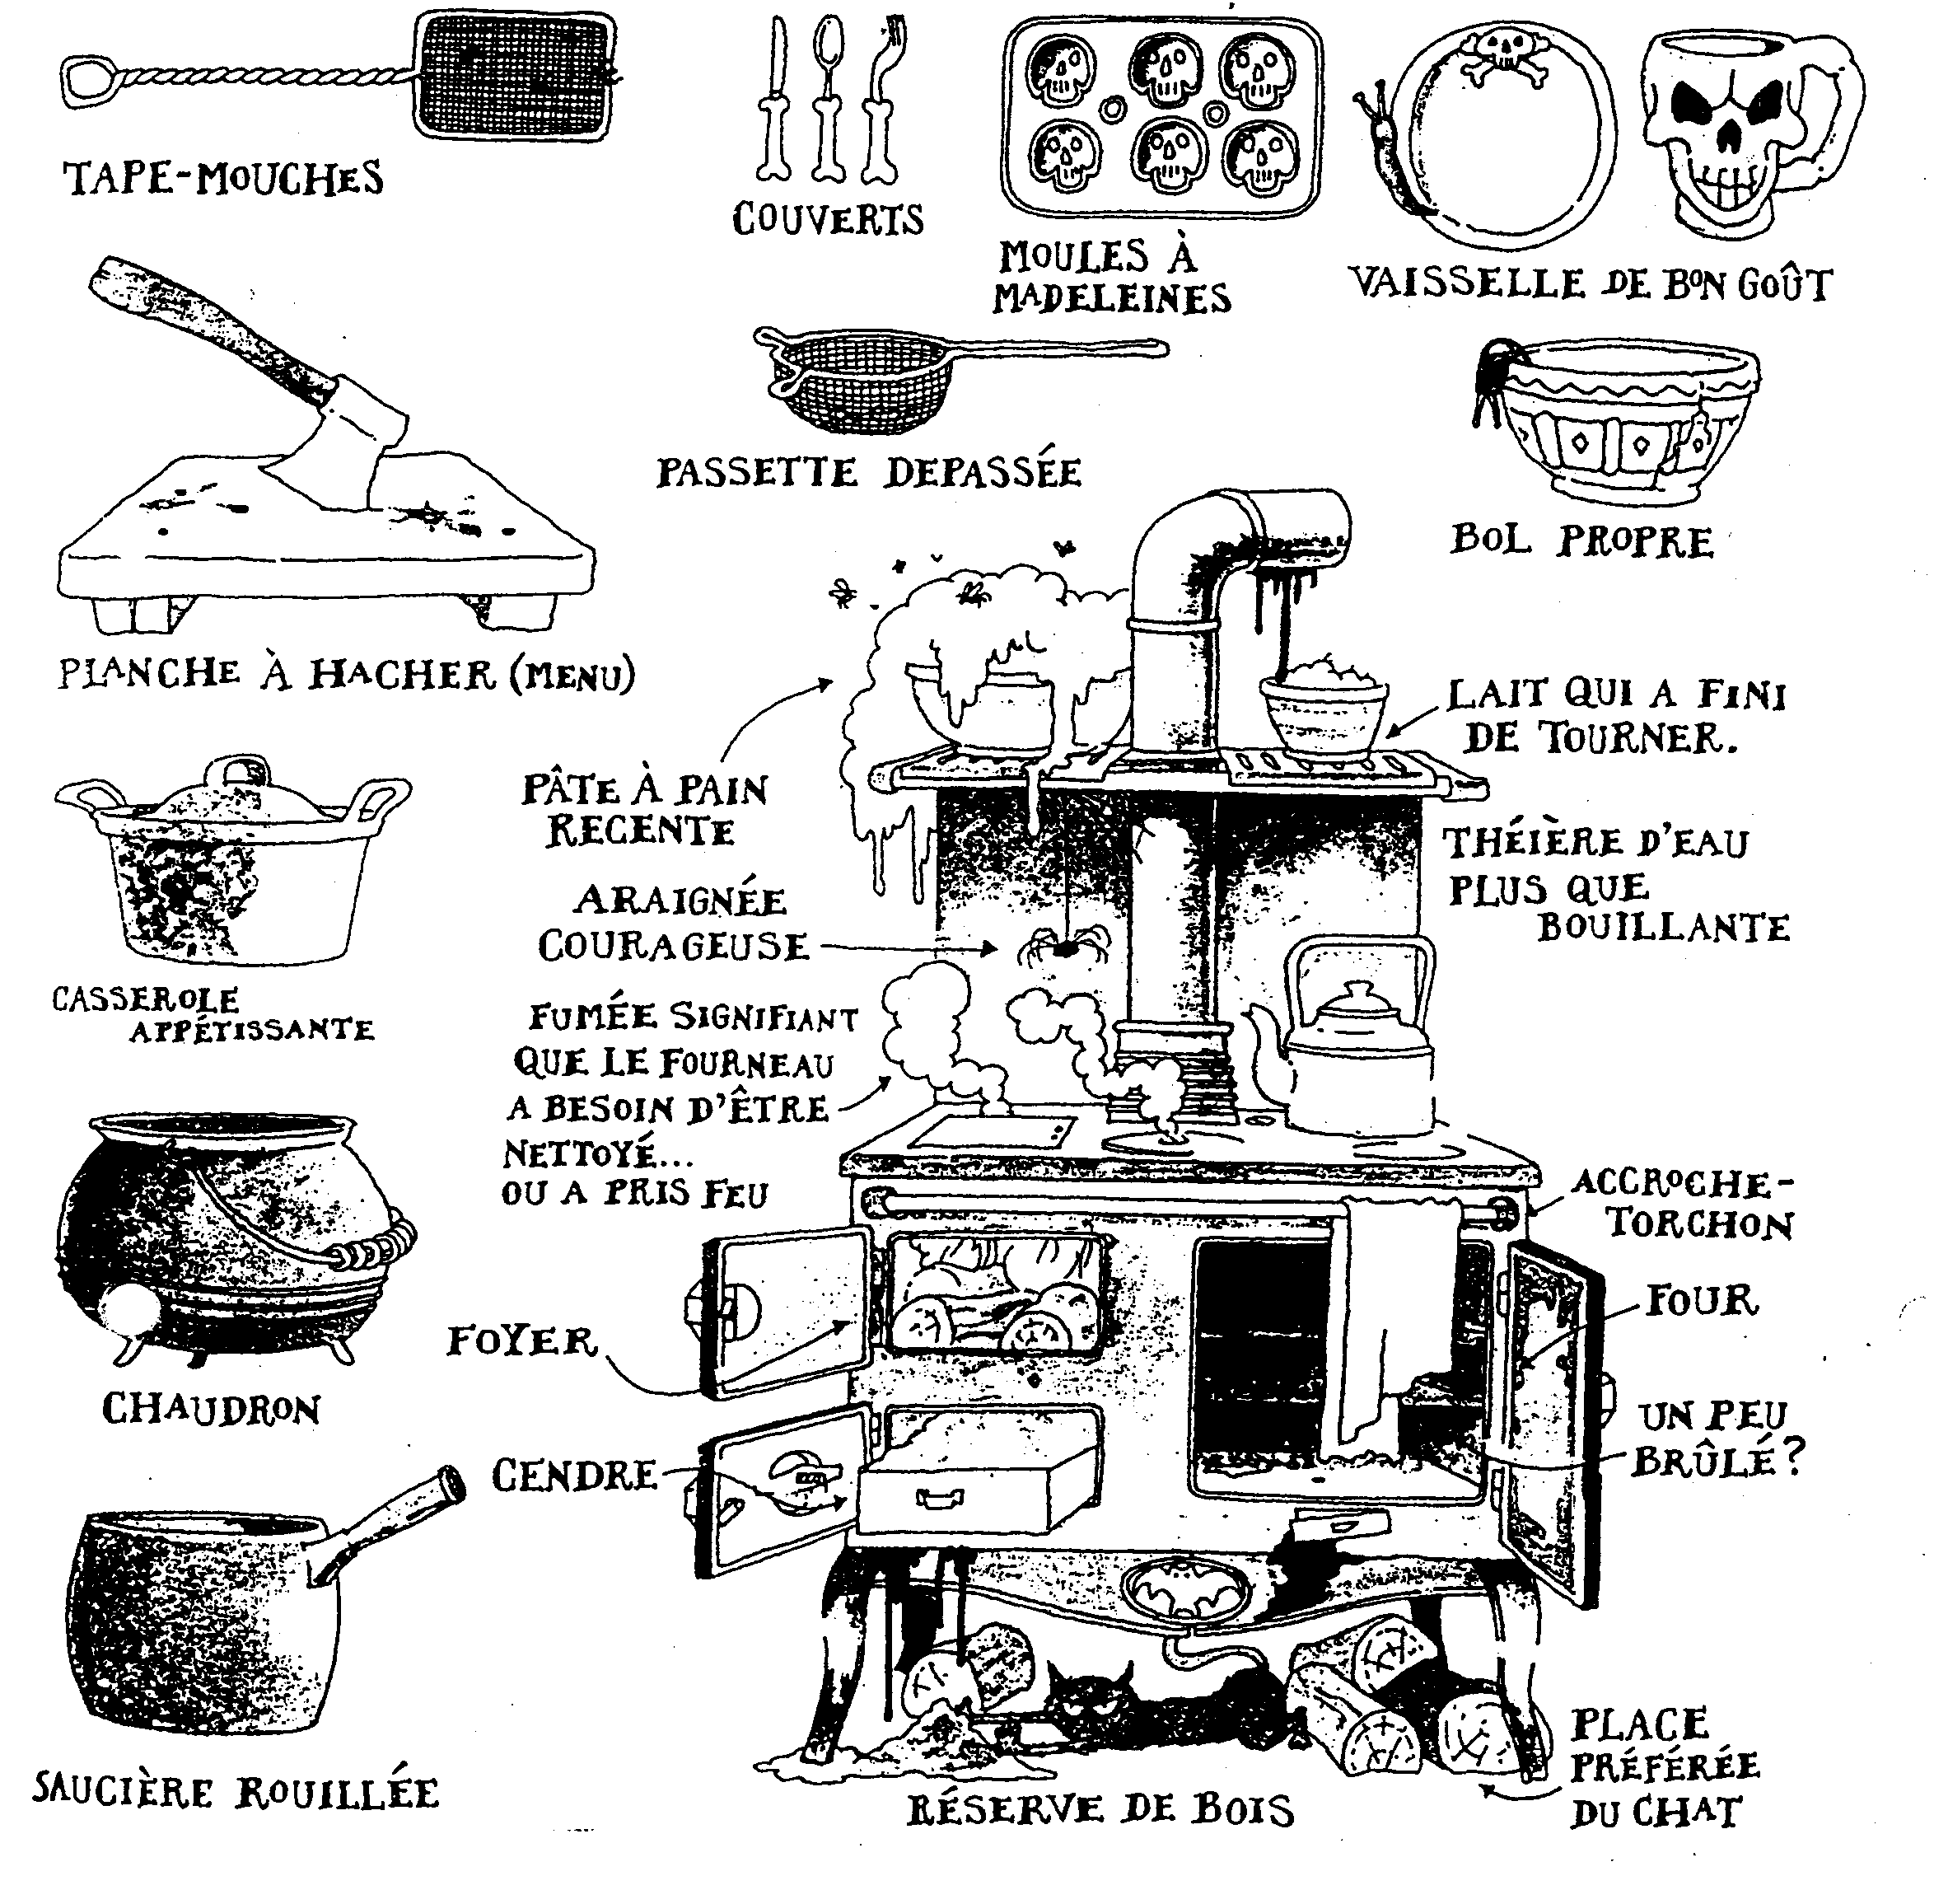 TAPE-MOUCHES
COUVERTS
MOULES À
MADELEINES
VAISSELLE DE BON GOÛT
PASSETTE DEPASSÉE
BOL PROPRE
PLANCHE À HACHER (MENU)
LAIT QUI A FINI
DE TOURNER.
PÂTE À PAIN
RECENTE
THÉIÈRE D'EAU
PLUS QUE
BOUILLANTE
ARAIGNÉE
COURAGEUSE
CASSEROLE
APPÉTISSANTE
FUMÉE SIGNIFIANT
QUE LE FOURNEAU
A BESOIN D'ÊTRE
NETTOYÉ...
OU A PRIS FEU
ACCROCHE-
TORCHON
FOUR
FOYER
CHAUDRON
UN PEU
BRÛLÉ?
CENDRE
SAUCIÈRE ROUILLÉE
RÉSERVE DE BOIS
PLACE
PRÉFÉRÉE
DU CHAT